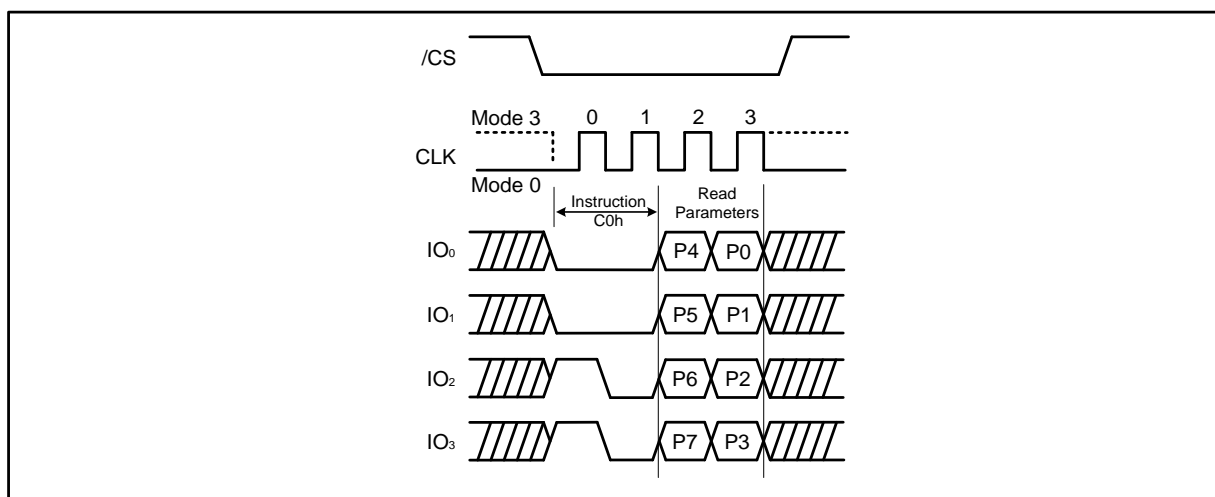 /CS
Mode 3 0 1 2 3
CLK
Mode 0
Instruction
C0h
Read
Parameters
IO₀ P4 P0
IO₁ P5 P1
IO₂ P6 P2
IO₃ P7 P3